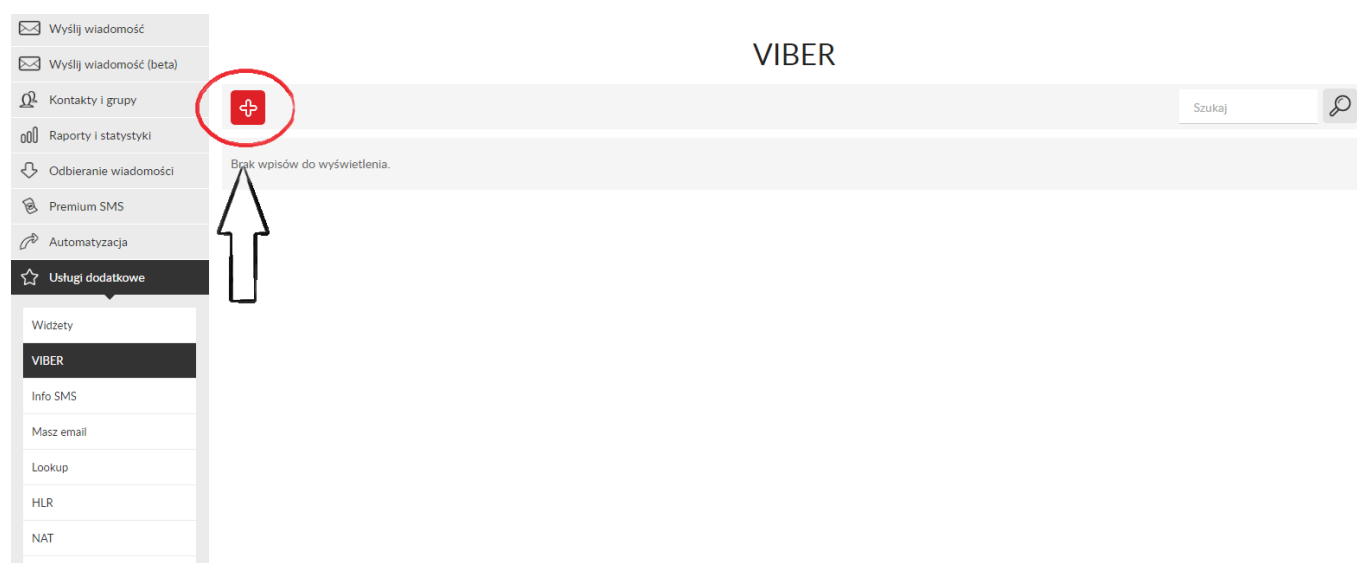 Wyślij wiadomość
Wyślij wiadomość (beta)
Kontakty i grupy
Raporty i statystyki
Odbieranie wiadomości
Premium SMS
Automatyzacja
Usługi dodatkowe
Widżety
VIBER
Info SMS
Masz email
Lookup
HLR
NAT
VIBER
Szukaj
Brak wpisów do wyświetlenia.